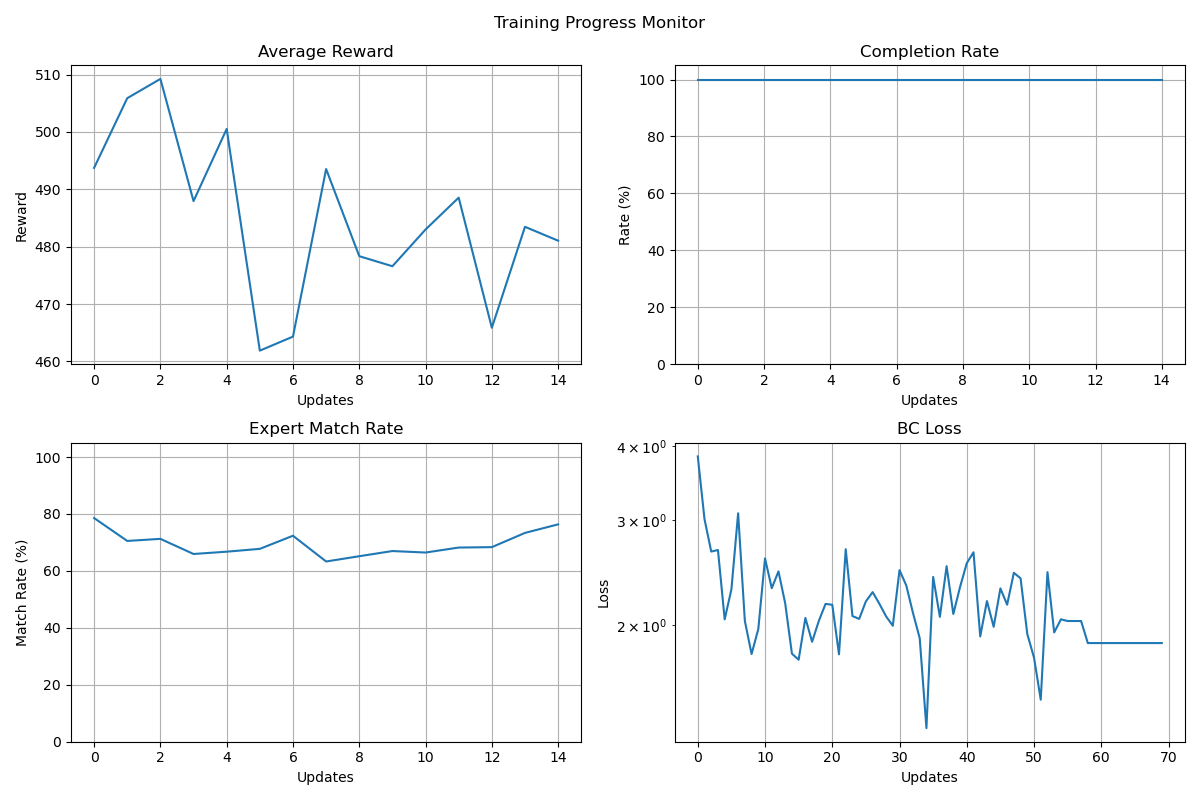 Training Progress Monitor
Average Reward
510
500
490
480
470
460
Reward
0 2 4 6 8 10 12 14
Updates
Completion Rate
100
80
60
40
20
0
Rate (%)
0 2 4 6 8 10 12 14
Updates
Expert Match Rate
100
80
60
40
20
0
Match Rate (%)
0 2 4 6 8 10 12 14
Updates
BC Loss
4 × 10⁰
3 × 10⁰
2 × 10⁰
Loss
0 10 20 30 40 50 60 70
Updates